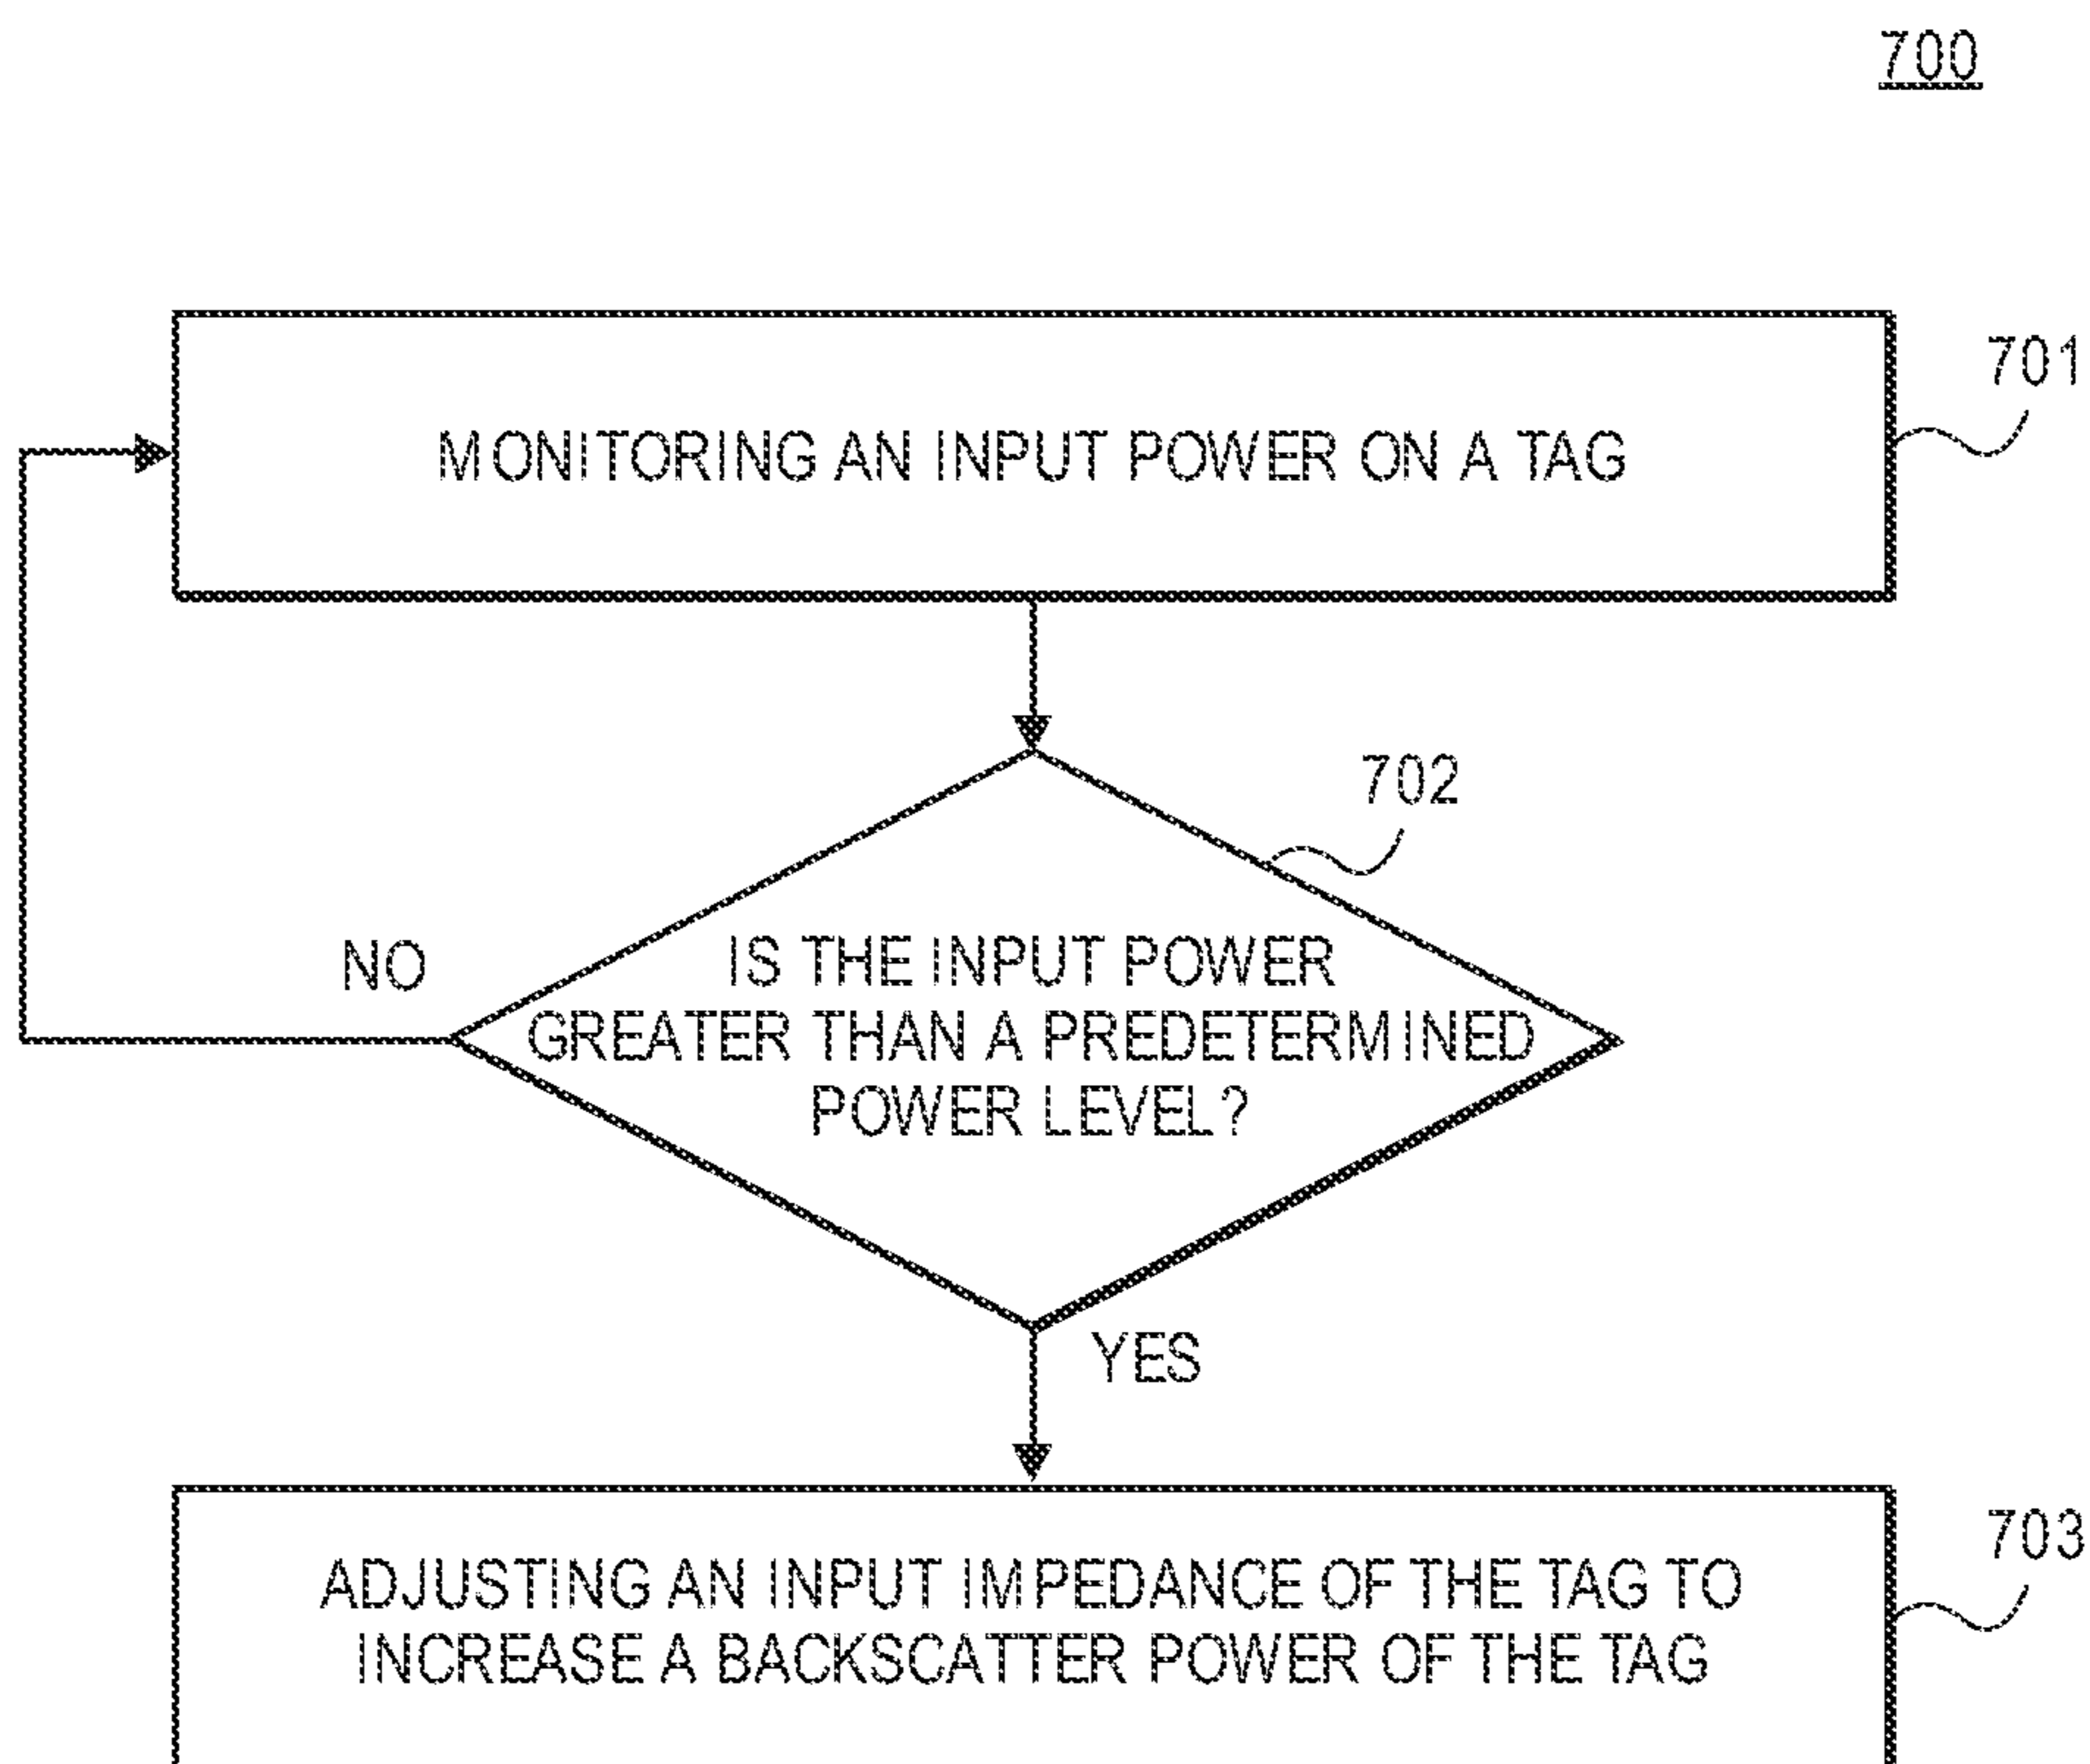 700
701
MONITORING AN INPUT POWER ON A TAG
702
NO
IS THE INPUT POWER
GREATER THAN A PREDETERMINED
POWER LEVEL?
YES
703
ADJUSTING AN INPUT IMPEDANCE OF THE TAG TO
INCREASE A BACKSCATTER POWER OF THE TAG